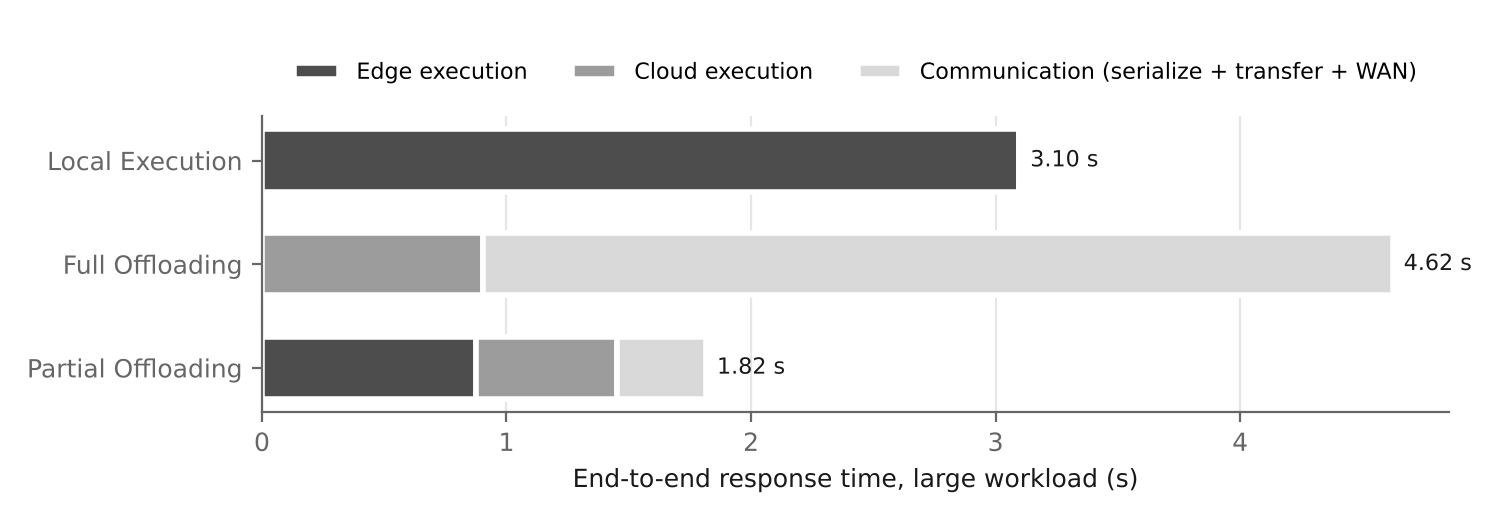 Edge execution Cloud execution Communication (serialize + transfer + WAN)
Local Execution 3.10 s
Full Offloading 4.62 s
Partial Offloading 1.82 s
0 1 2 3 4
End-to-end response time, large workload (s)